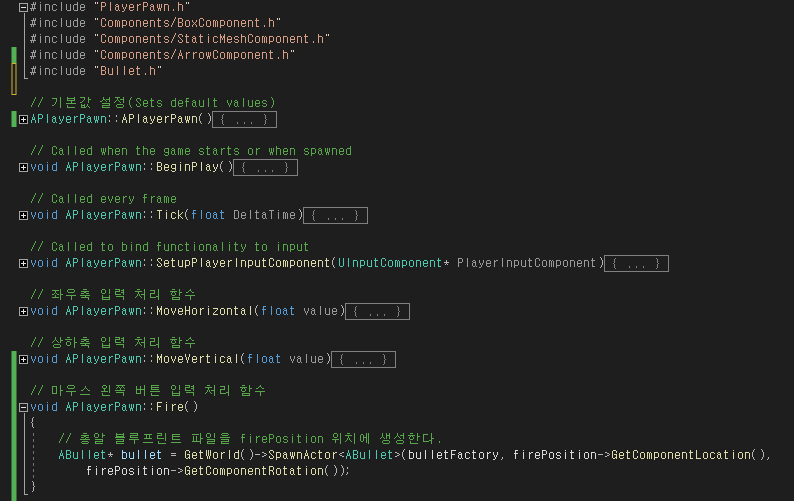 #include "PlayerPawn.h"
#include "Components/BoxComponent.h"
#include "Components/StaticMeshComponent.h"
#include "Components/ArrowComponent.h"
#include "Bullet.h"
// 기본값 설정(Sets default values)
APlayerPawn::APlayerPawn(){ ... }
// Called when the game starts or when spawned
void APlayerPawn::BeginPlay(){ ... }
// Called every frame
void APlayerPawn::Tick(float DeltaTime){ ... }
// Called to bind functionality to input
void APlayerPawn::SetupPlayerInputComponent(UInputComponent* PlayerInputComponent){ ... }
// 좌우축 입력 처리 함수
void APlayerPawn::MoveHorizontal(float value){ ... }
// 상하축 입력 처리 함수
void APlayerPawn::MoveVertical(float value){ ... }
// 마우스 왼쪽 버튼 입력 처리 함수
void APlayerPawn::Fire()
{
// 총알 블루프린트 파일을 firePosition 위치에 생성한다.
ABullet* bullet = GetWorld()->SpawnActor<ABullet>(bulletFactory, firePosition->GetComponentLocation(),
firePosition->GetComponentRotation());
}